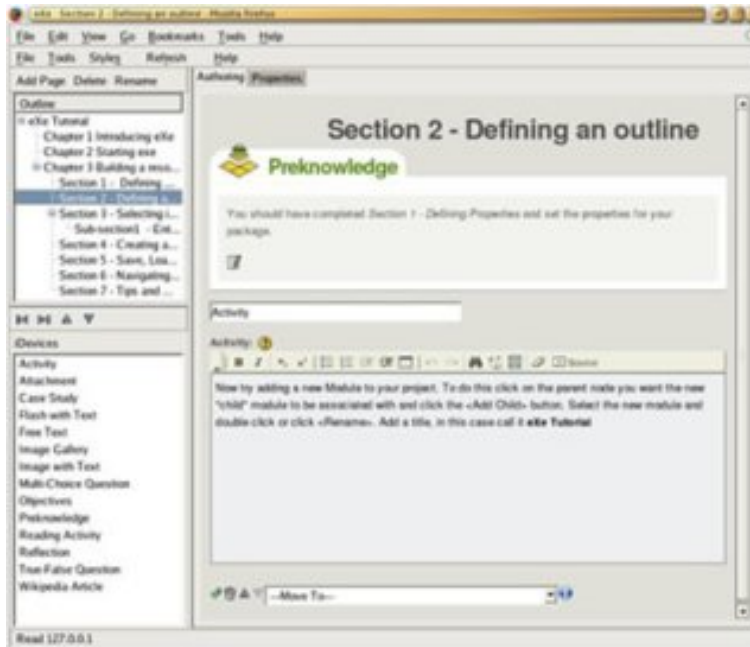 eXe Section 2 - Defining an outline - Mozilla Firefox
File Edit View Go Bookmarks Tools Help
File Tools Styles Refresh Help
Add Page Delete Rename
Outline
eXe Tutorial
Chapter 1 Introducing eXe
Chapter 2 Starting exe
Chapter 3 Building a reso...
Section 1 - Defining ...
Section 2 - Defining a...
Section 3 - Selecting i...
Sub-section1 - Ent...
Section 4 - Creating a...
Section 5 - Save, Loa...
Section 6 - Navigating...
Section 7 - Tips and ...
iDevices
Activity
Attachment
Case Study
Flash with Text
Free Text
Image Gallery
Image with Text
Multi-Choice Question
Objectives
Preknowledge
Reading Activity
Reflection
True-False Question
Wikipedia Article
Authoring Properties
Section 2 - Defining an outline
Preknowledge
You should have completed Section 1 - Defining Properties and set the properties for your
package.
Activity
Activity:
B I Source
Now try adding a new Module to your project. To do this click on the parent node you want the new
"child" module to be associated with and click the <Add Child> button. Select the new module and
double click or click <Rename>. Add a title, in this case call it eXe Tutorial
--Move To--
Read 127.0.0.1